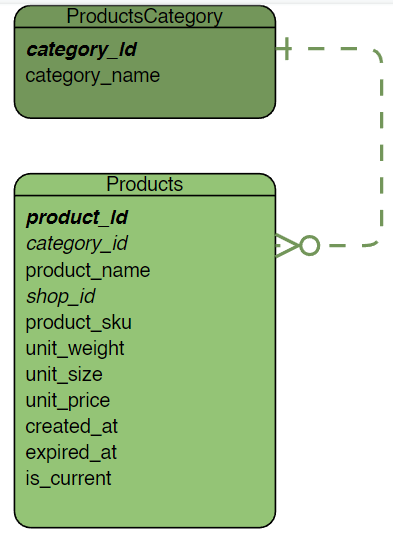 ProductsCategory
category_id
category_name
Products
product_id
category_id
product_name
shop_id
product_sku
unit_weight
unit_size
unit_price
created_at
expired_at
is_current